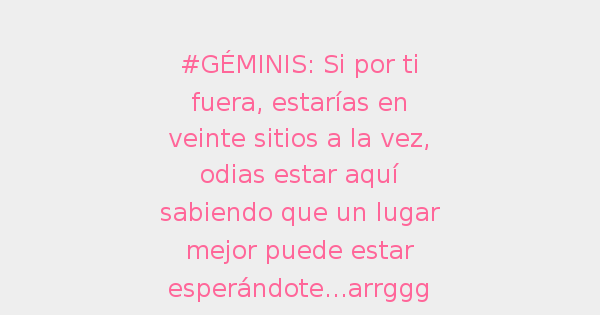 #GÉMINIS: Si por ti
fuera, estarías en
veinte sitios a la vez,
odias estar aquí
sabiendo que un lugar
mejor puede estar
esperándote...arrggg